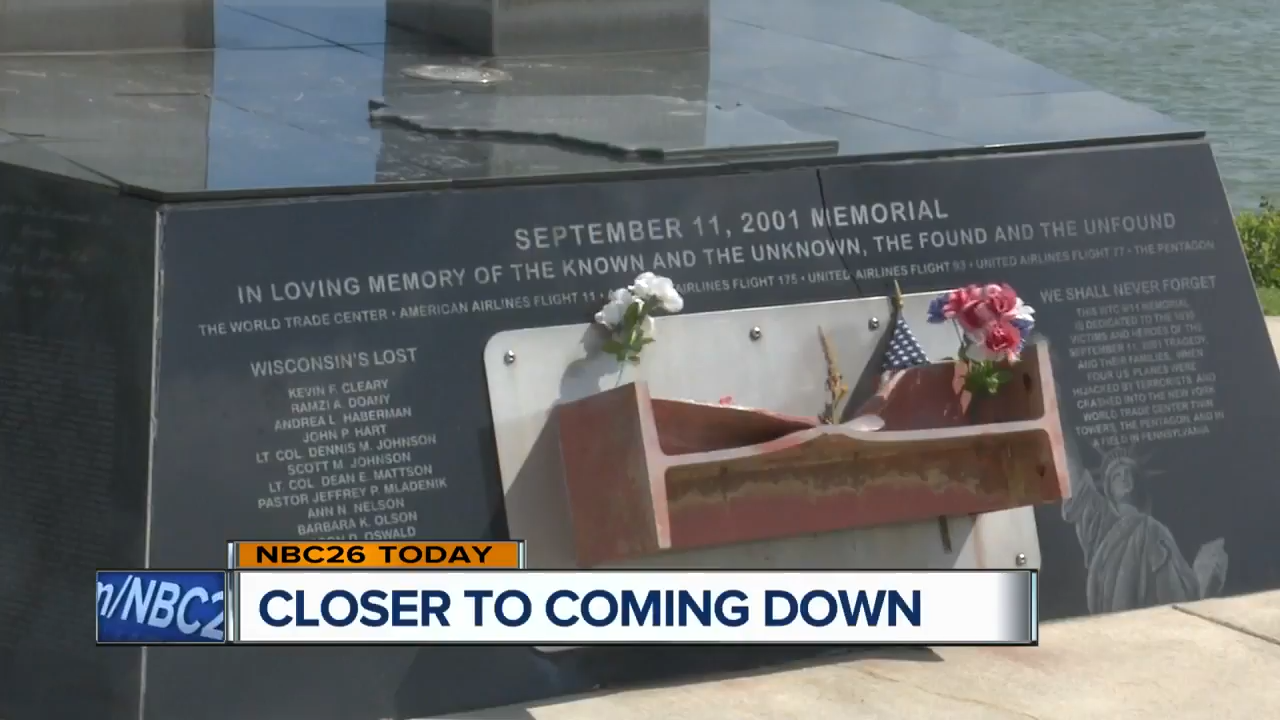 SEPTEMBER 11, 2001 MEMORIAL
IN LOVING MEMORY OF THE KNOWN AND THE UNKNOWN, THE FOUND AND THE UNFOUND
THE WORLD TRADE CENTER • AMERICAN AIRLINES FLIGHT 11 • AIRLINES FLIGHT 175 • UNITED AIRLINES FLIGHT 93 • UNITED AIRLINES FLIGHT 77 • THE PENTAGON
WISCONSIN'S LOST
KEVIN F. CLEARY
RAMZI A. DOANY
ANDREA L. HABERMAN
JOHN P. HART
LT. COL. DENNIS M. JOHNSON
SCOTT M. JOHNSON
LT. COL. DEAN E. MATTSON
PASTOR JEFFREY P. MLADENIK
ANN N. NELSON
BARBARA K. OLSON
D. OSWALD
WE SHALL NEVER FORGET
THIS WTC 9/11 MEMORIAL
IS DEDICATED TO THE
VICTIMS AND HEROES OF THE
SEPTEMBER 11, 2001 TRAGEDY,
AND THEIR FAMILIES, WHEN
FOUR U.S. PLANES WERE
HIJACKED BY TERRORISTS AND
CRASHED INTO THE NEW YORK
WORLD TRADE CENTER TWIN
TOWERS, THE PENTAGON, AND IN
A FIELD IN PENNSYLVANIA
NBC26 TODAY
n/NBC2
CLOSER TO COMING DOWN